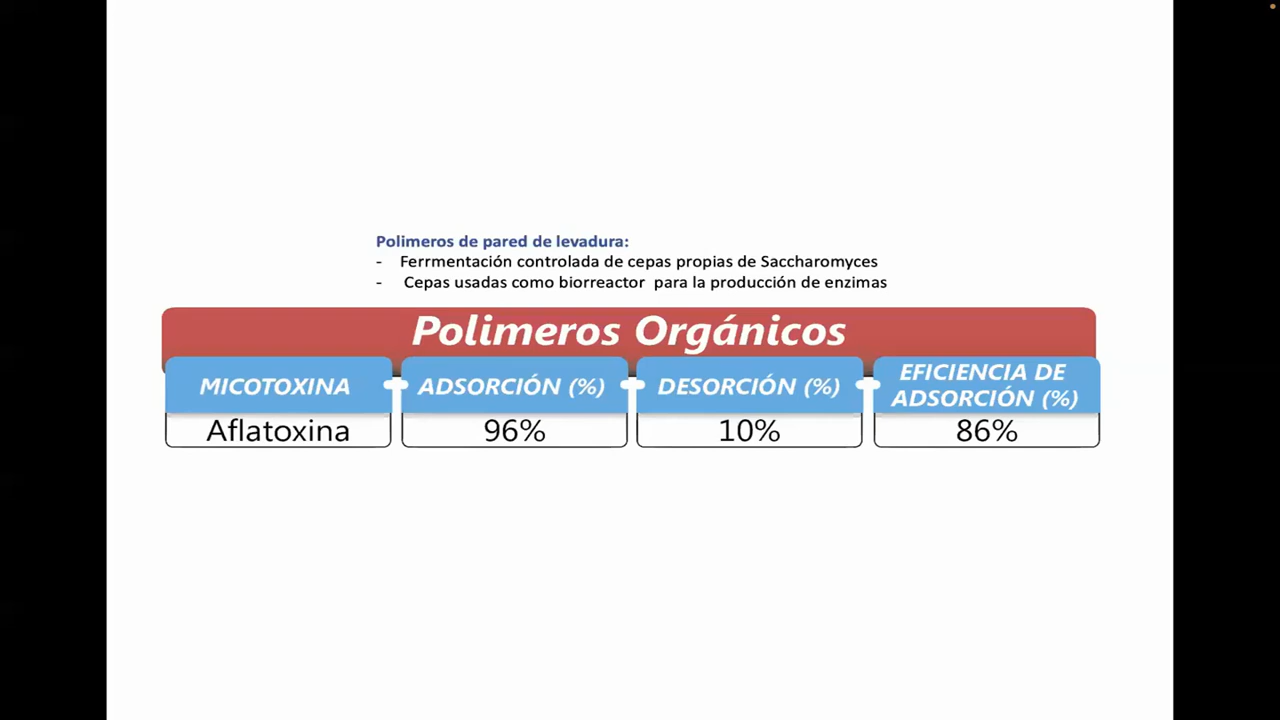 Polimeros de pared de levadura:
- Ferrmentación controlada de cepas propias de Saccharomyces
- Cepas usadas como biorreactor para la producción de enzimas
Polimeros Orgánicos
MICOTOXINA ADSORCIÓN (%) DESORCIÓN (%) EFICIENCIA DE
ADSORCIÓN (%)
Aflatoxina 96% 10% 86%